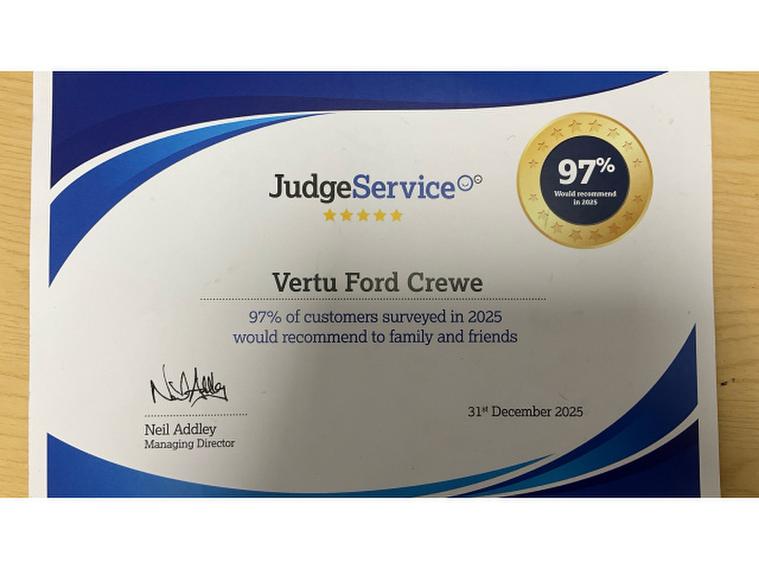 JudgeService
97%
Would recommend
in 2025
Vertu Ford Crewe
97% of customers surveyed in 2025
would recommend to family and friends
Neil Addley
Managing Director
31st December 2025